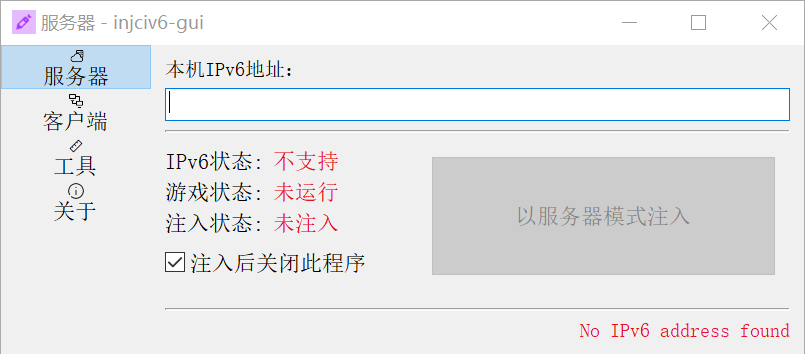 服务器 - injciv6-gui
服务器
客户端
工具
关于
本机IPv6地址：
IPv6状态：不支持
游戏状态：未运行
注入状态：未注入
以服务器模式注入
注入后关闭此程序
No IPv6 address found